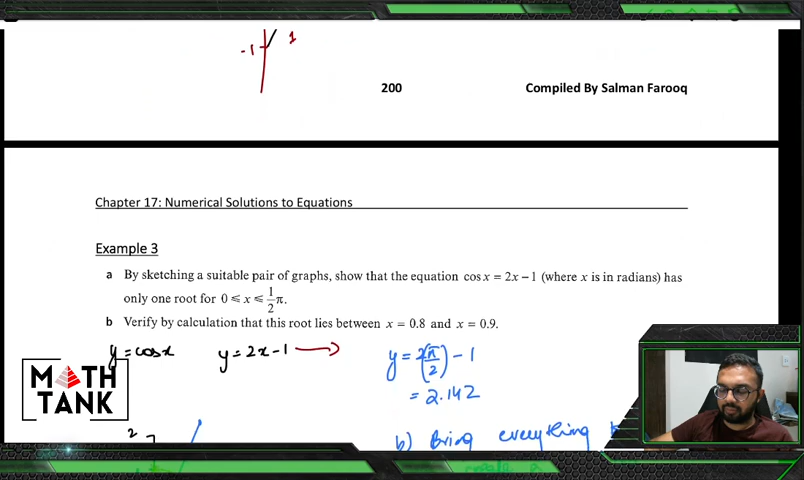 -1 1
200 Compiled By Salman Farooq
Chapter 17: Numerical Solutions to Equations
Example 3
a By sketching a suitable pair of graphs, show that the equation cos x = 2x − 1 (where x is in radians) has
only one root for 0 ⩽ x ⩽ 1/2 π.
b Verify by calculation that this root lies between x = 0.8 and x = 0.9.
y = cosx y = 2x-1 → y = 2(π/2) - 1
= 2.142
MATH
TANK
2
b) Bring everything
create a